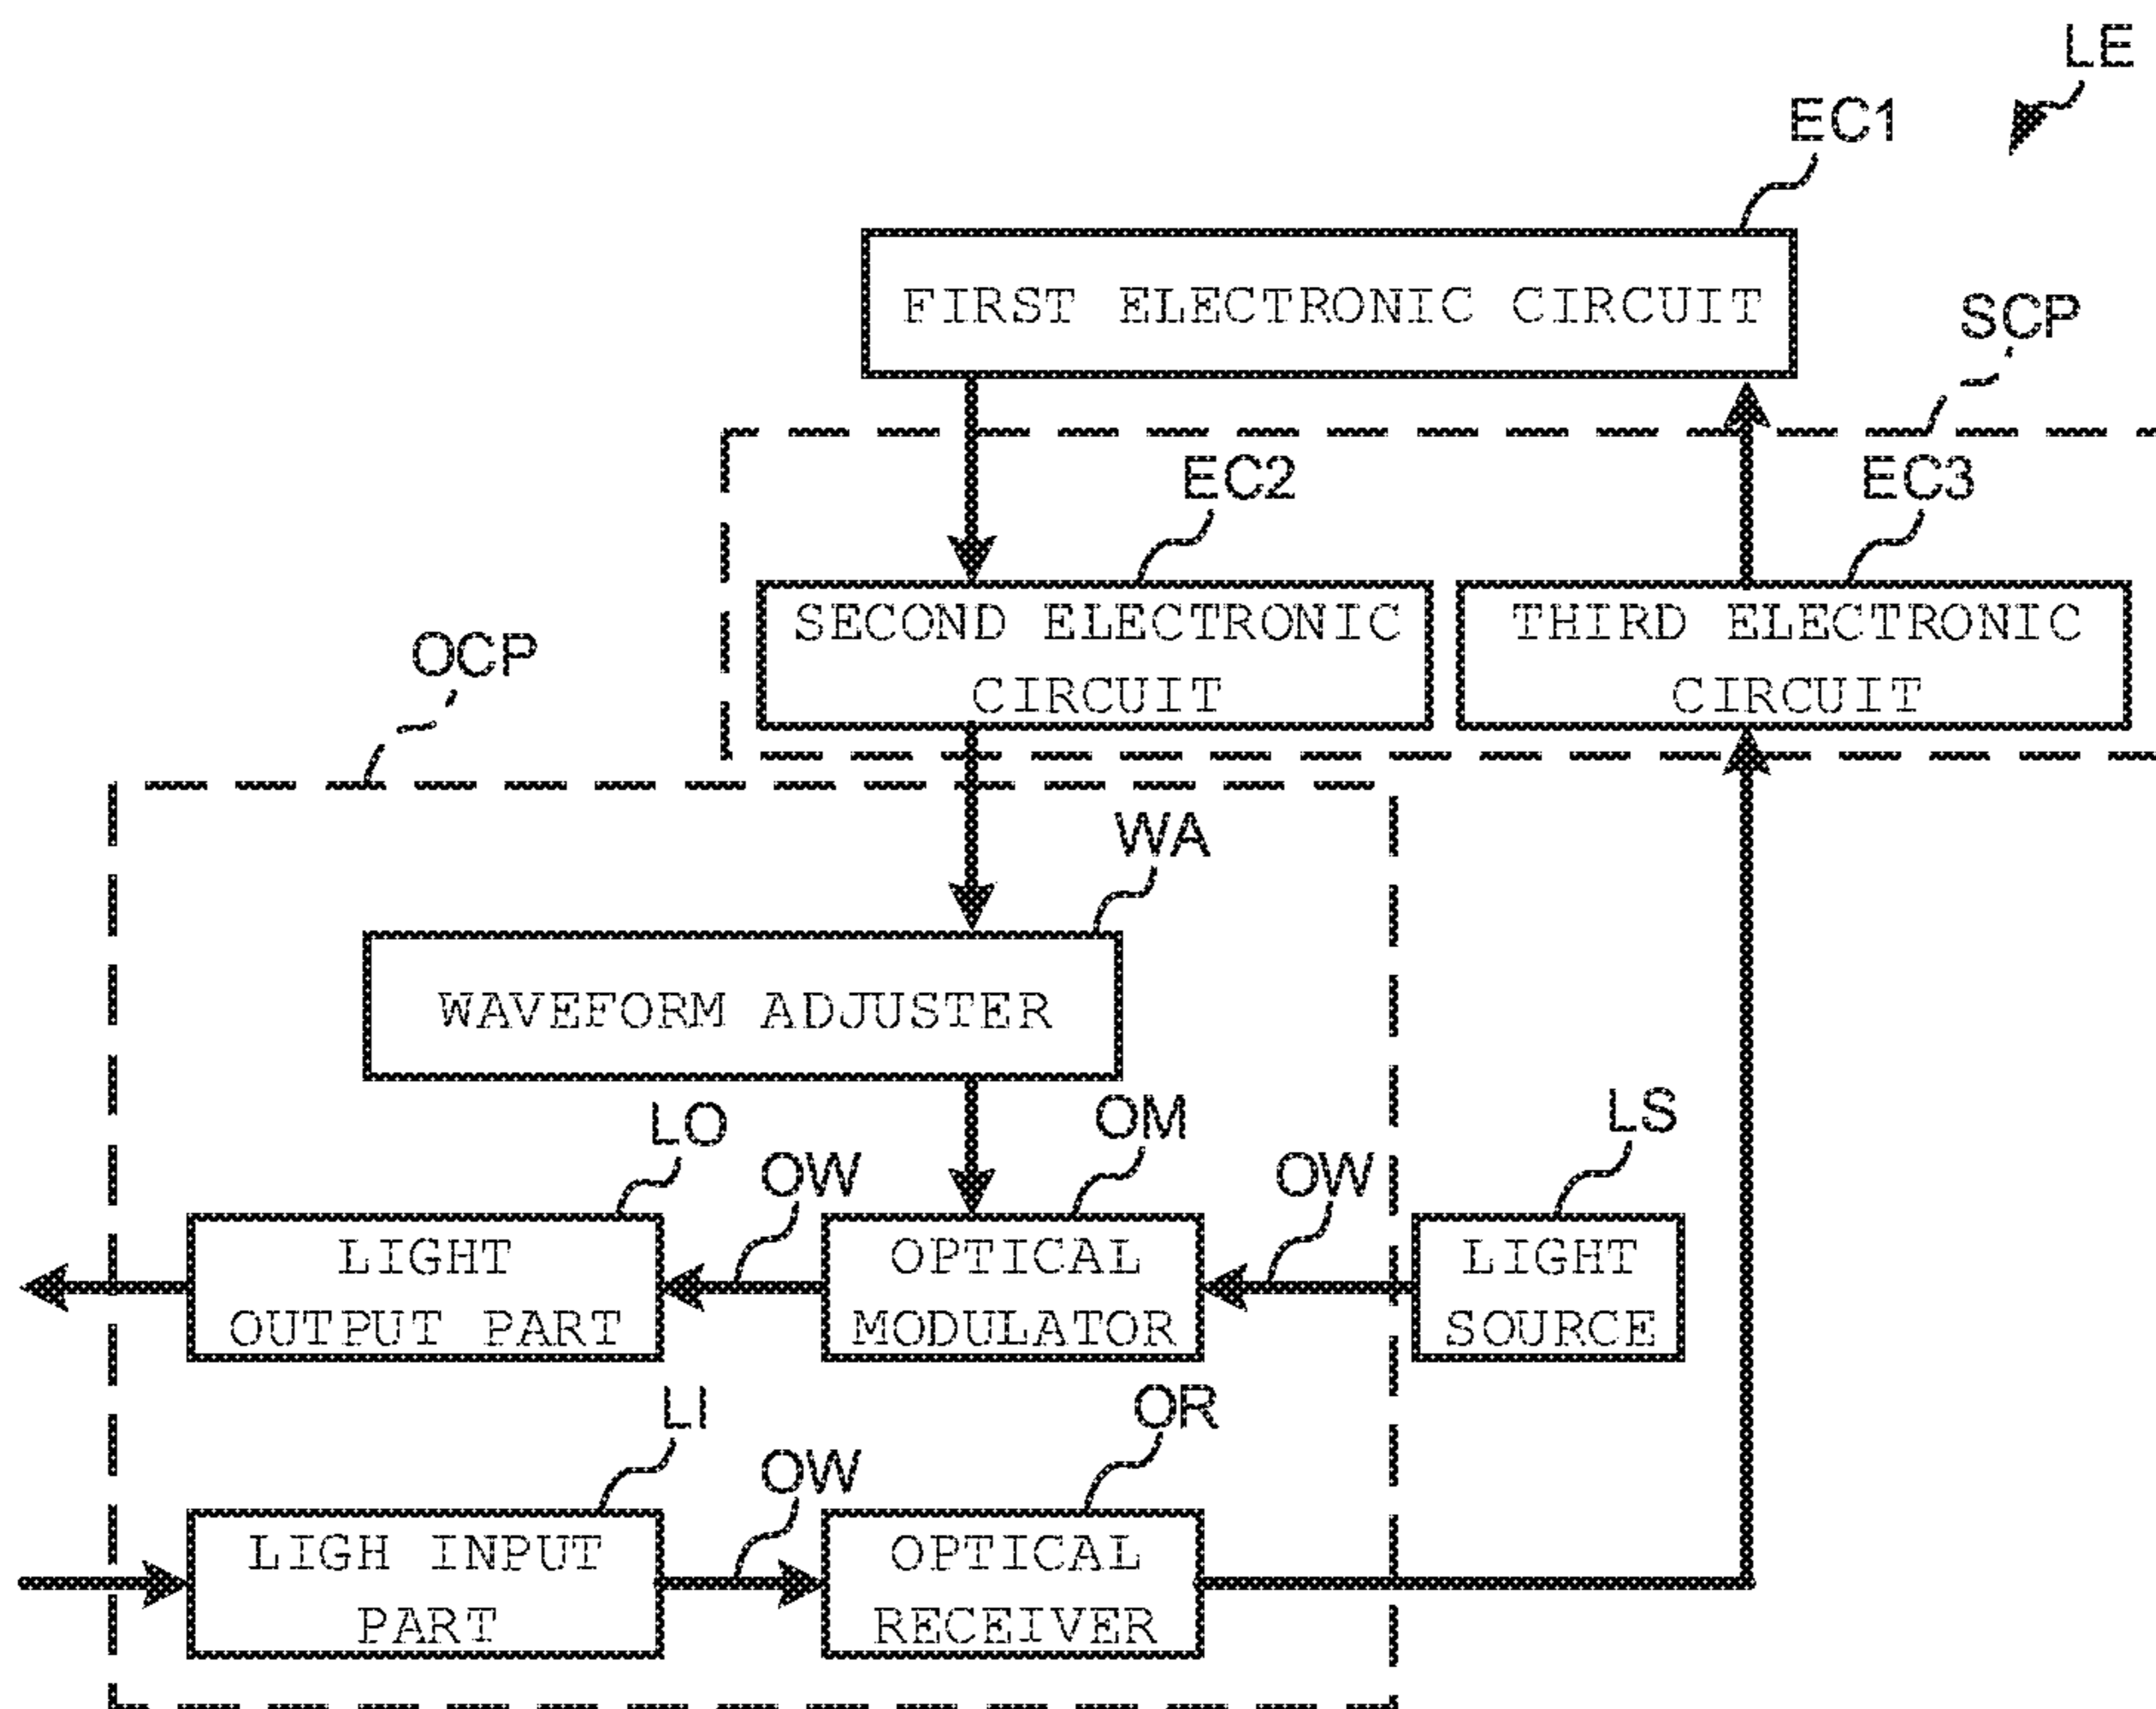 LE
EC1
FIRST ELECTRONIC CIRCUIT
SCP
EC2
EC3
SECOND ELECTRONIC
CIRCUIT
THIRD ELECTRONIC
CIRCUIT
OCP
WA
WAVEFORM ADJUSTER
LO
OW
OM
OW
LS
LIGHT
OUTPUT PART
OPTICAL
MODULATOR
LIGHT
SOURCE
LI
OW
OR
LIGH INPUT
PART
OPTICAL
RECEIVER